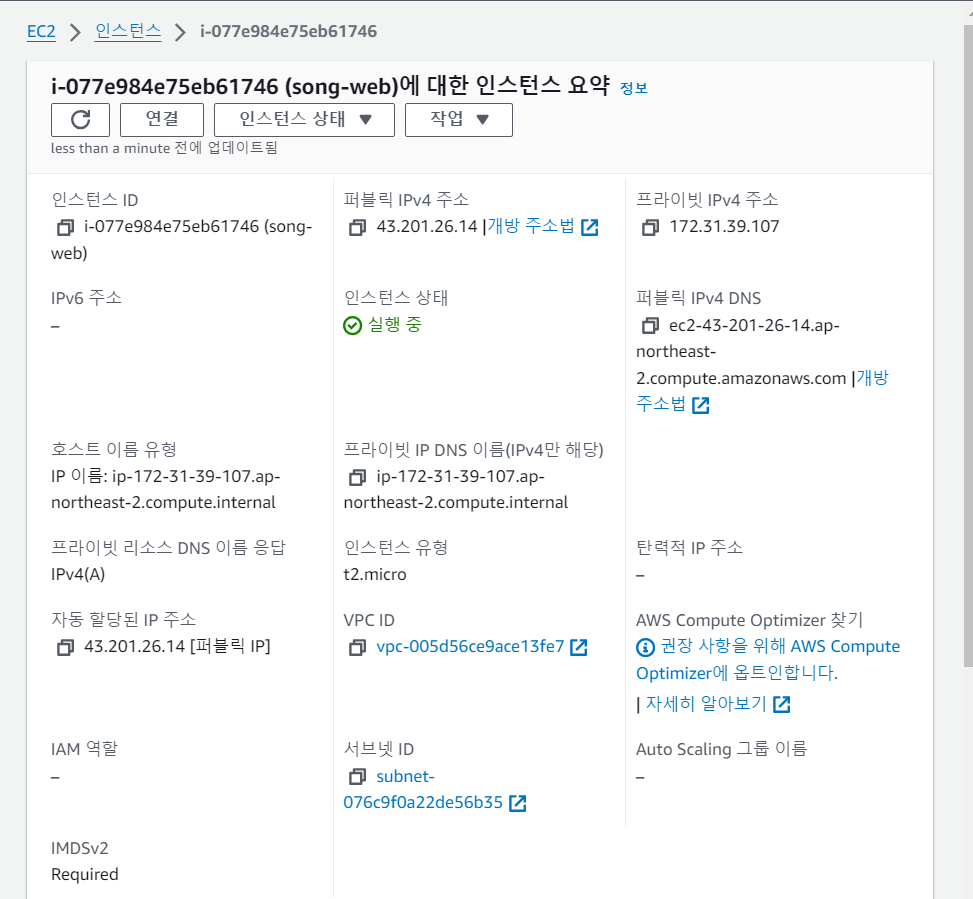 EC2 > 인스턴스 > i-077e984e75eb61746
i-077e984e75eb61746 (song-web)에 대한 인스턴스 요약 정보
연결 인스턴스 상태 ▼ 작업 ▼
less than a minute 전에 업데이트됨
인스턴스 ID
i-077e984e75eb61746 (song-
web)
퍼블릭 IPv4 주소
43.201.26.14 |개방 주소법
프라이빗 IPv4 주소
172.31.39.107
IPv6 주소
–
인스턴스 상태
실행 중
퍼블릭 IPv4 DNS
ec2-43-201-26-14.ap-
northeast-
2.compute.amazonaws.com |개방
주소법
호스트 이름 유형
IP 이름: ip-172-31-39-107.ap-
northeast-2.compute.internal
프라이빗 IP DNS 이름(IPv4만 해당)
ip-172-31-39-107.ap-
northeast-2.compute.internal
프라이빗 리소스 DNS 이름 응답
IPv4(A)
인스턴스 유형
t2.micro
탄력적 IP 주소
–
자동 할당된 IP 주소
43.201.26.14 [퍼블릭 IP]
VPC ID
vpc-005d56ce9ace13fe7
AWS Compute Optimizer 찾기
권장 사항을 위해 AWS Compute
Optimizer에 옵트인합니다.
| 자세히 알아보기
IAM 역할
–
서브넷 ID
subnet-
076c9f0a22de56b35
Auto Scaling 그룹 이름
–
IMDSv2
Required